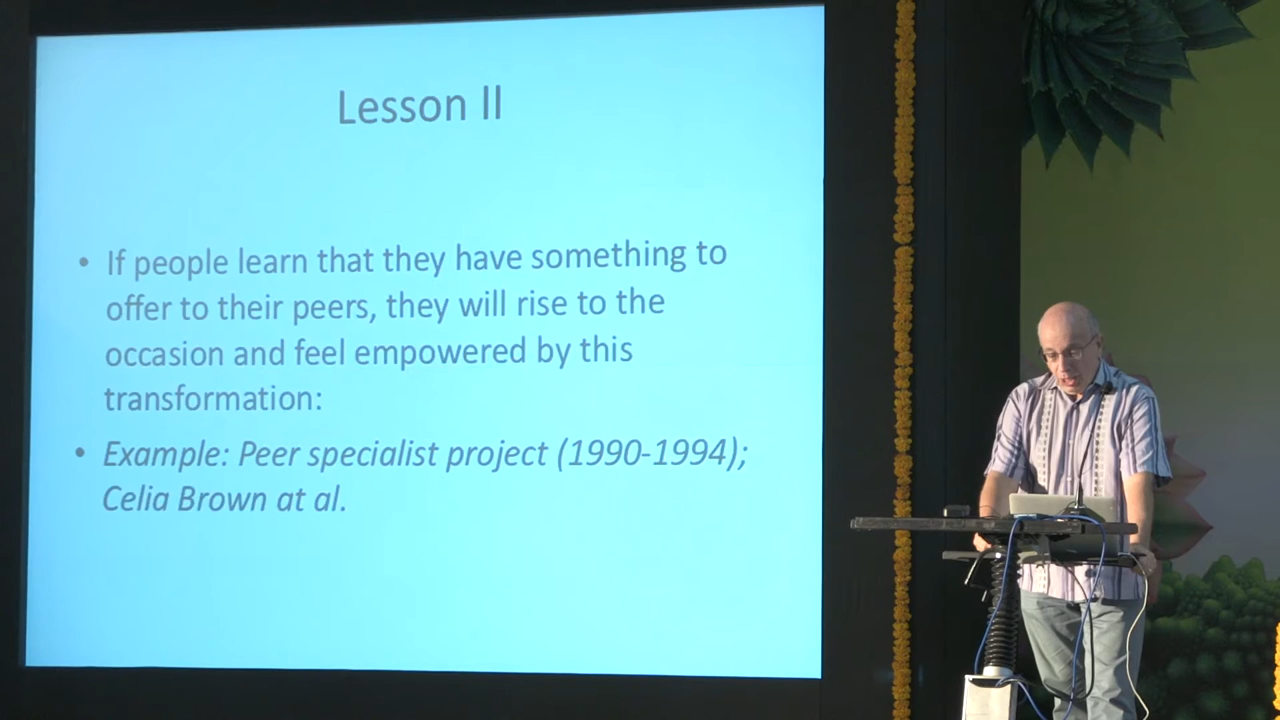 Lesson II
• If people learn that they have something to
offer to their peers, they will rise to the
occasion and feel empowered by this
transformation:
• Example: Peer specialist project (1990-1994);
Celia Brown at al.